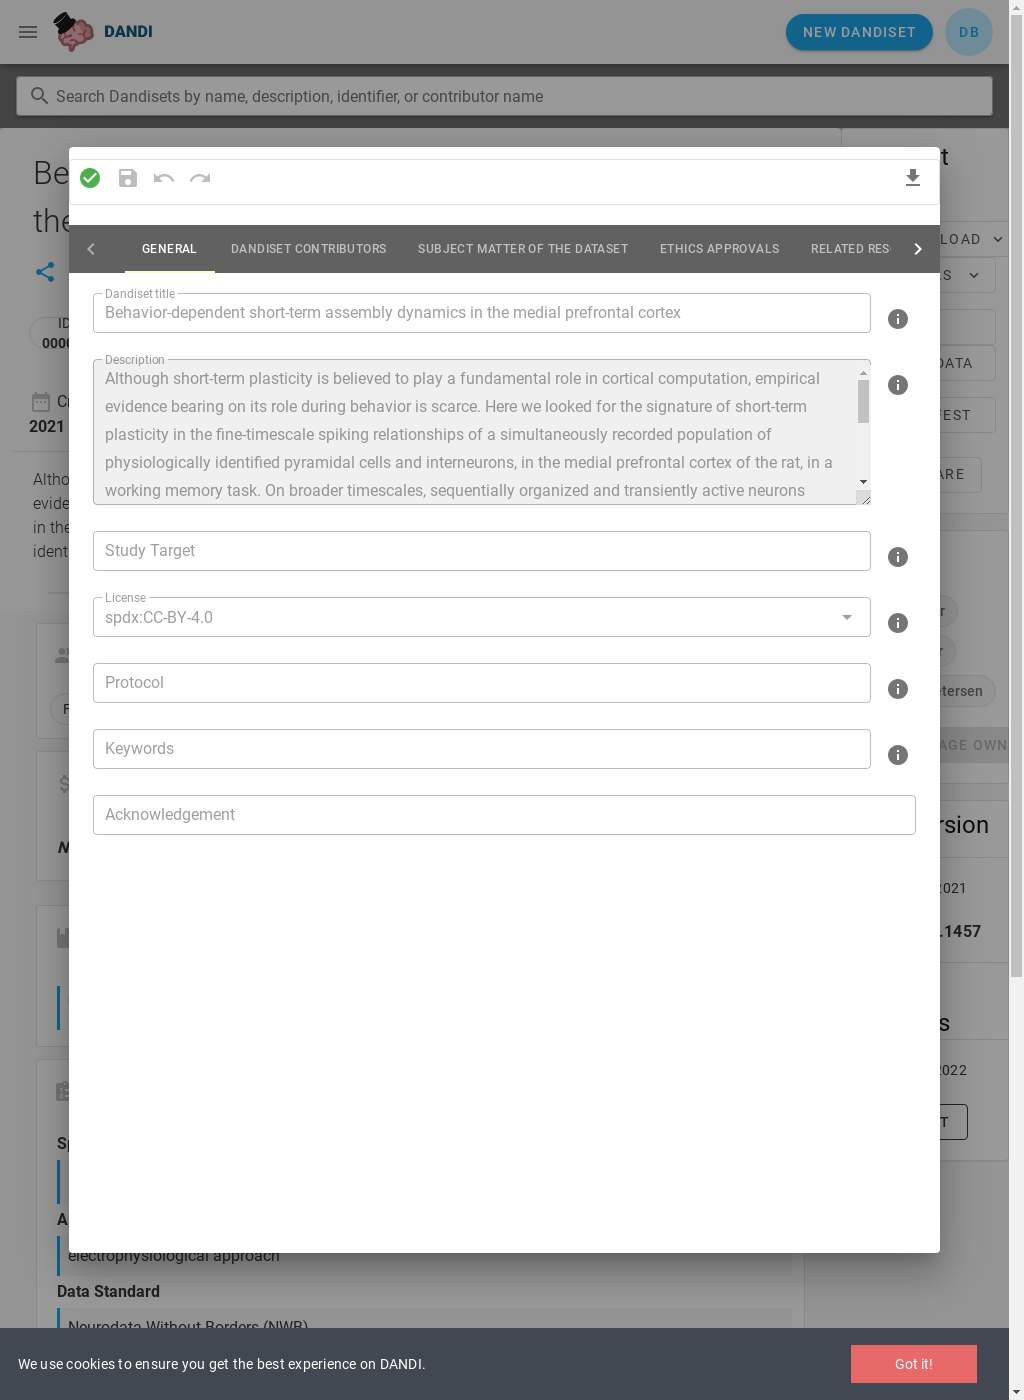 DANDI
NEW DANDISET
DB
Search Dandisets by name, description, identifier, or contributor name
Be
the
t
LOAD
S
DATA
EST
ARE
GENERAL
DANDISET CONTRIBUTORS
SUBJECT MATTER OF THE DATASET
ETHICS APPROVALS
RELATED RES
Dandiset title
Behavior-dependent short-term assembly dynamics in the medial prefrontal cortex
Description
Although short-term plasticity is believed to play a fundamental role in cortical computation, empirical
evidence bearing on its role during behavior is scarce. Here we looked for the signature of short-term
plasticity in the fine-timescale spiking relationships of a simultaneously recorded population of
physiologically identified pyramidal cells and interneurons, in the medial prefrontal cortex of the rat, in a
working memory task. On broader timescales, sequentially organized and transiently active neurons
Study Target
License
spdx:CC-BY-4.0
Protocol
Keywords
Acknowledgement
ID
0000
2021
Altho
evide
in the
ident
r
r
etersen
AGE OWN
rsion
2021
.1457
s
2022
T
electrophysiological approach
Data Standard
Neurodata Without Borders (NWB)
We use cookies to ensure you get the best experience on DANDI.
Got it!